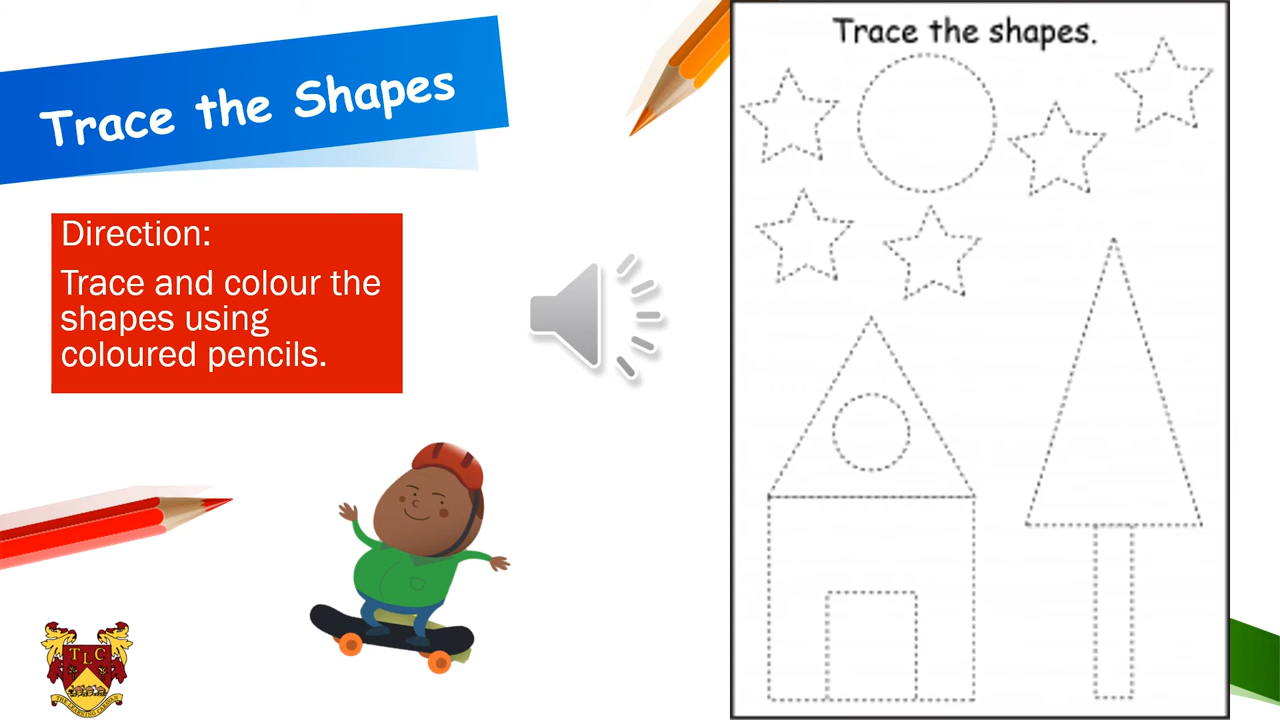 Trace the Shapes
Direction:
Trace and colour the
shapes using
coloured pencils.
Trace the shapes.
TLC